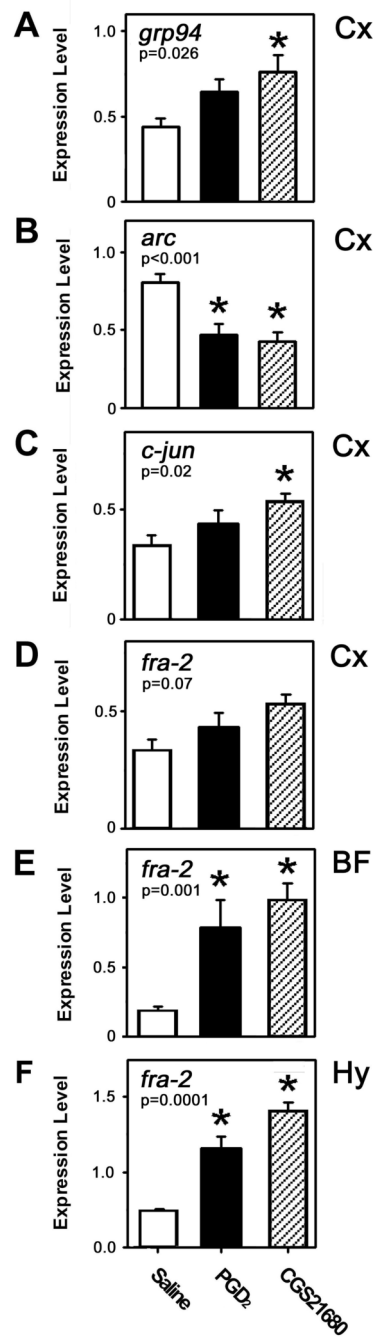 A
Cx
grp94
p=0.026
1.0
0.5
0
Expression Level
B
Cx
arc
p<0.001
*
*
1.0
0.5
0
Expression Level
C
Cx
c-jun
p=0.02
*
0.5
0
Expression Level
D
Cx
fra-2
p=0.07
0.5
0
Expression Level
E
BF
fra-2
p=0.001
*
*
1.0
0.5
0
Expression Level
F
Hy
fra-2
p=0.0001
*
*
1.5
1.0
0.0
Expression Level
Saline
PGD₂
CGS21680